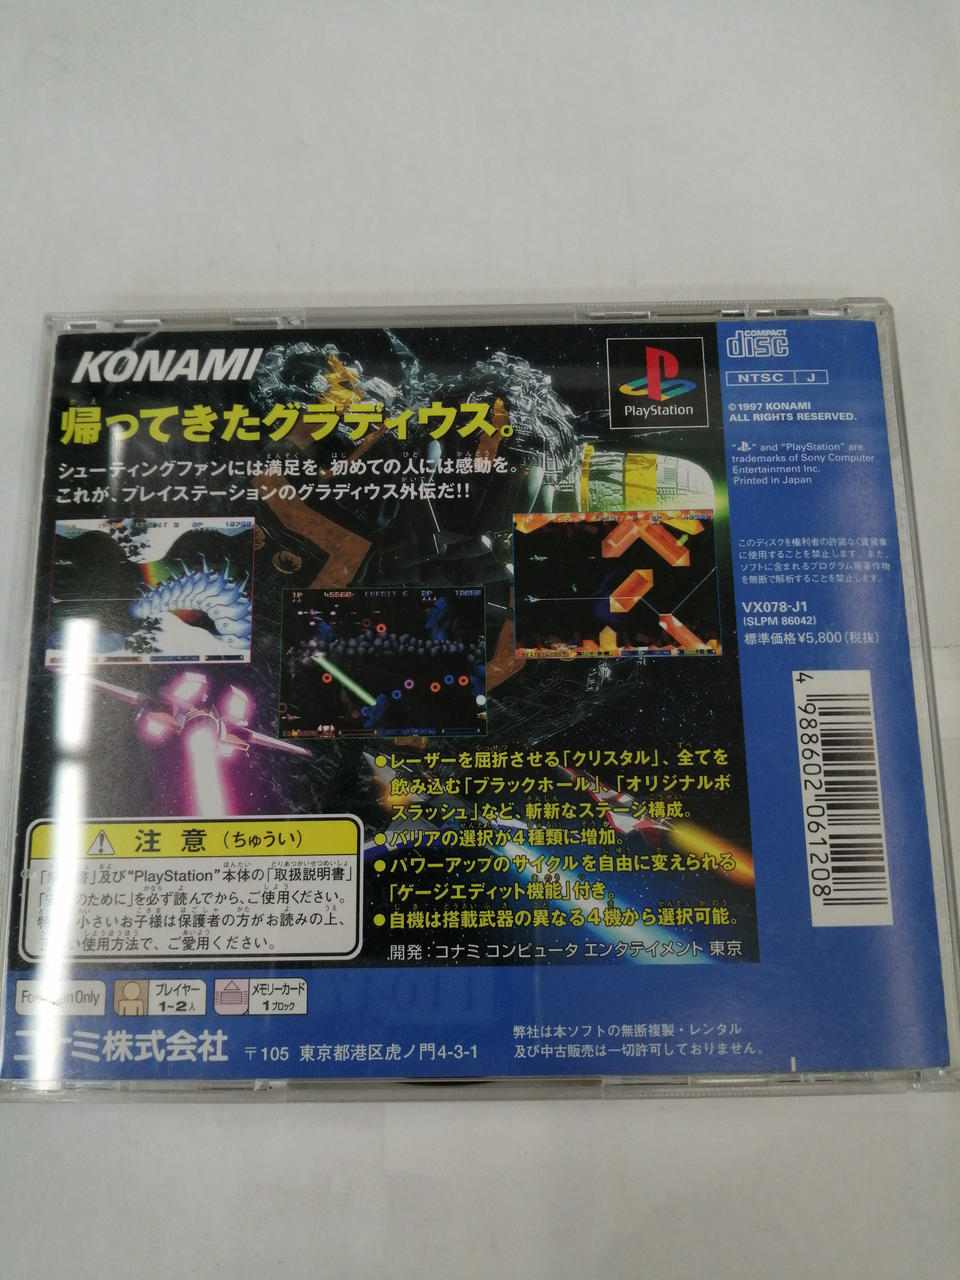 KONAMI
帰ってきたグラディウス。
シューティングファンには満足を、初めての人には感動を。
これが、プレイステーションのグラディウス外伝だ!!
PlayStation
COMPACT
disc
NTSC J
©1997 KONAMI
ALL RIGHTS RESERVED.
" " and "PlayStation" are
trademarks of Sony Computer
Entertainment Inc.
Printed in Japan
このディスクを権利者の許諾なく賃貸業
に使用することを禁止します。また、
ソフトに含まれるプログラム等著作物
を無断で解析することを禁止します。
VX078-J1
(SLPM 86042)
標準価格¥5,800(税抜)
4 988602 061208
1P 45560 CREDIT 6 2P
●レーザーを屈折させる「クリスタル」、全てを
飲み込む「ブラックホール」、「オリジナルボ
スラッシュ」など、斬新なステージ構成。
●バリアの選択が4種類に増加。
●パワーアップのサイクルを自由に変えられる
「ゲージエディット機能」付き。
●自機は搭載武器の異なる4機から選択可能。
開発：コナミ コンピュータ エンタテイメント 東京
注意(ちゅうい)
書」及び"PlayStation"本体の「取扱説明書」
のために」を必ず読んでから、ご使用ください。
小さいお子様は保護者の方がお読みの上、
い使用方法で、ご愛用ください。
For Japan Only
プレイヤー
1~2人
メモリーカード
1ブロック
コナミ株式会社 〒105 東京都港区虎ノ門4-3-1
弊社は本ソフトの無断複製・レンタル
及び中古販売は一切許可しておりません。